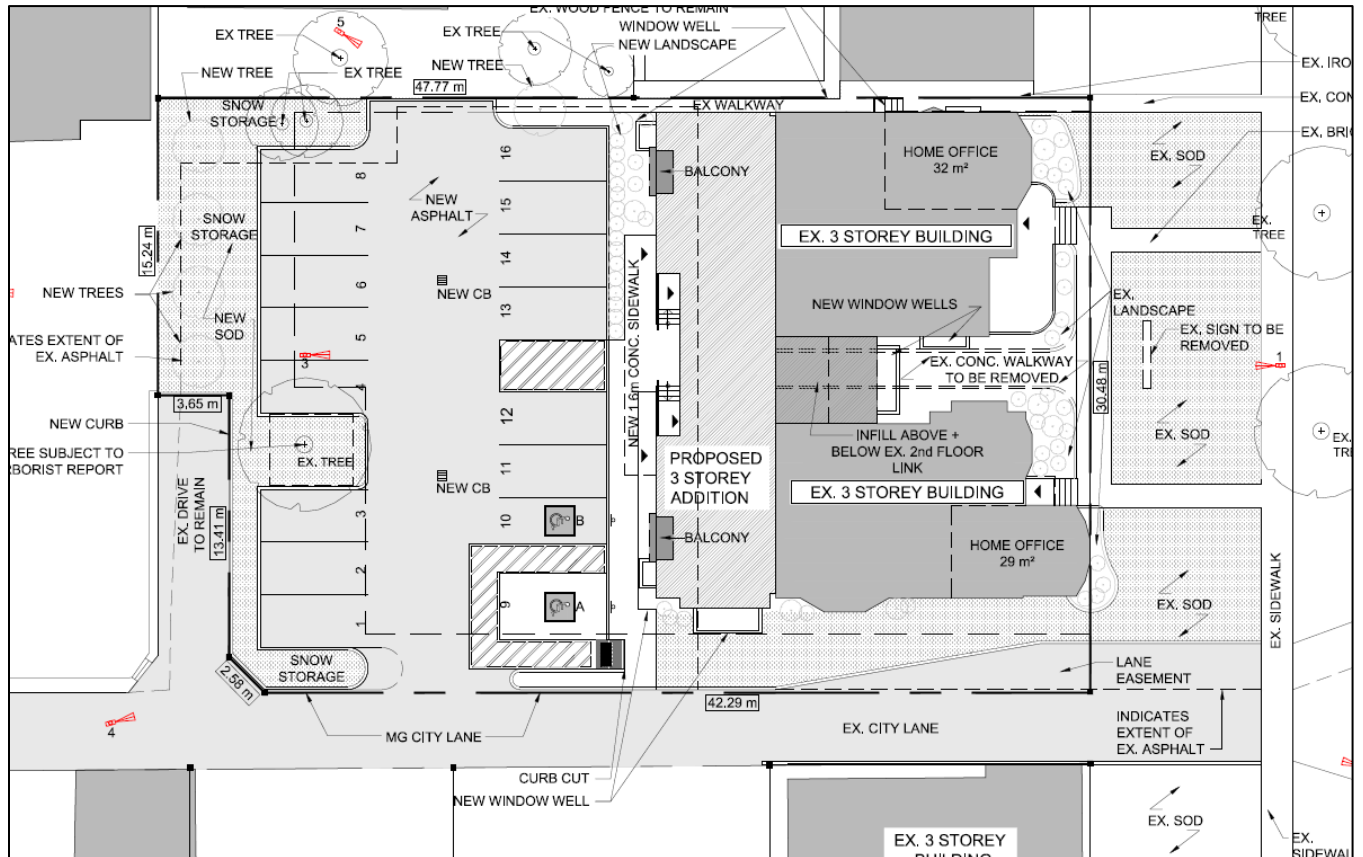 EX. WOOD FENCE TO REMAIN
WINDOW WELL
NEW LANDSCAPE
TREE
5
EX TREE
EX TREE
NEW TREE
NEW TREE
EX TREE
47.77 m
EX. IRO
EX, CON
EX, BRI
SNOW
STORAGE
EX WALKWAY
16
15
14
13
12
11
10
9
8
7
6
5
4
3
2
1
NEW
ASPHALT
BALCONY
HOME OFFICE
32 m²
EX. SOD
SNOW
STORAGE
15.24 m
EX. 3 STOREY BUILDING
EX.
TREE
NEW TREES
NEW CB
NEW WINDOW WELLS
EX.
LANDSCAPE
ATES EXTENT OF
EX. ASPHALT
NEW
SOD
3
NEW 1.6m CONC. SIDEWALK
EX, SIGN TO BE
REMOVED
1
EX. CONC. WALKWAY
TO BE REMOVED
30.48 m
3.65 m
NEW CURB
REE SUBJECT TO
RBORIST REPORT
EX. TREE
INFILL ABOVE +
BELOW EX. 2nd FLOOR
LINK
EX. SOD
EX.
TR
NEW CB
PROPOSED
3 STOREY
ADDITION
EX. 3 STOREY BUILDING
EX. DRIVE
TO REMAIN
13.41 m
B
BALCONY
HOME OFFICE
29 m²
A
EX, SOD
EX. SIDEWALK
SNOW
STORAGE
2.58 m
LANE
EASEMENT
42.29 m
4
MG CITY LANE
EX. CITY LANE
INDICATES
EXTENT OF
EX. ASPHALT
CURB CUT
NEW WINDOW WELL
EX. SOD
EX. 3 STOREY
EX.
SIDEWAL